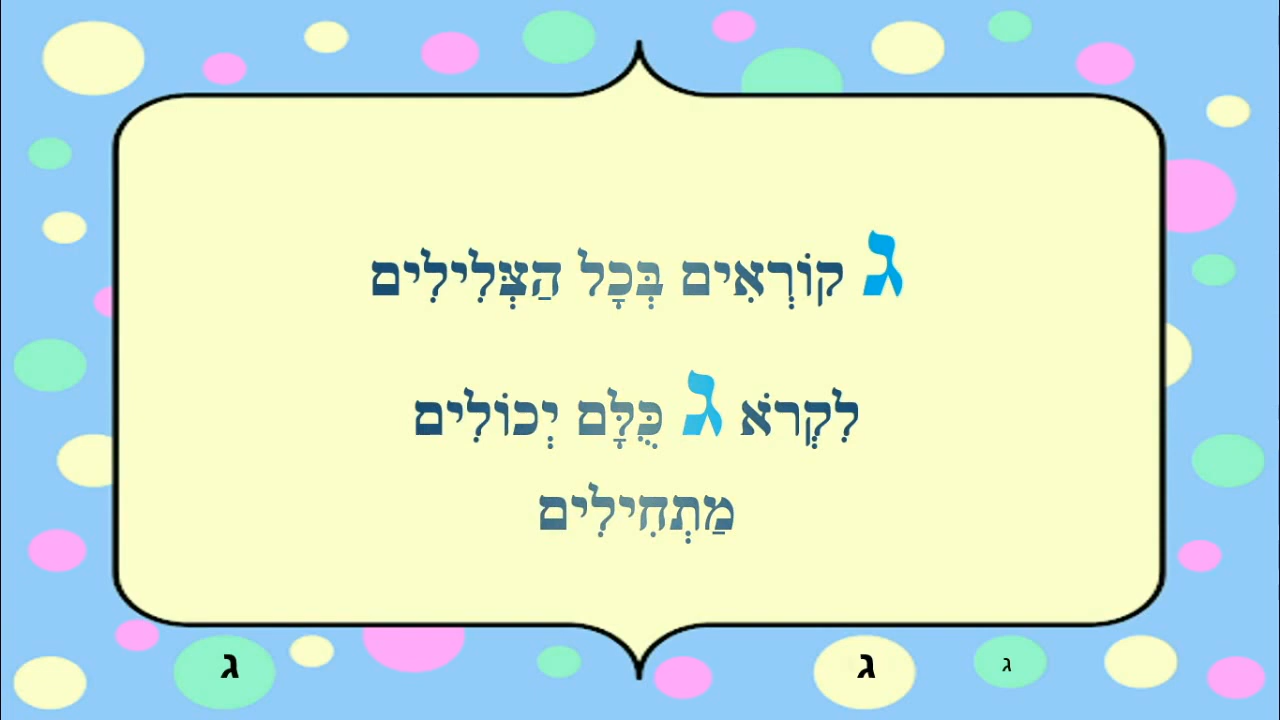 ג קוֹרְאִים בְּכָל הַצְּלִילִים
לִקְרֹא ג כֻּלָּם יְכוֹלִים
מַתְחִילִים
ג ג ג